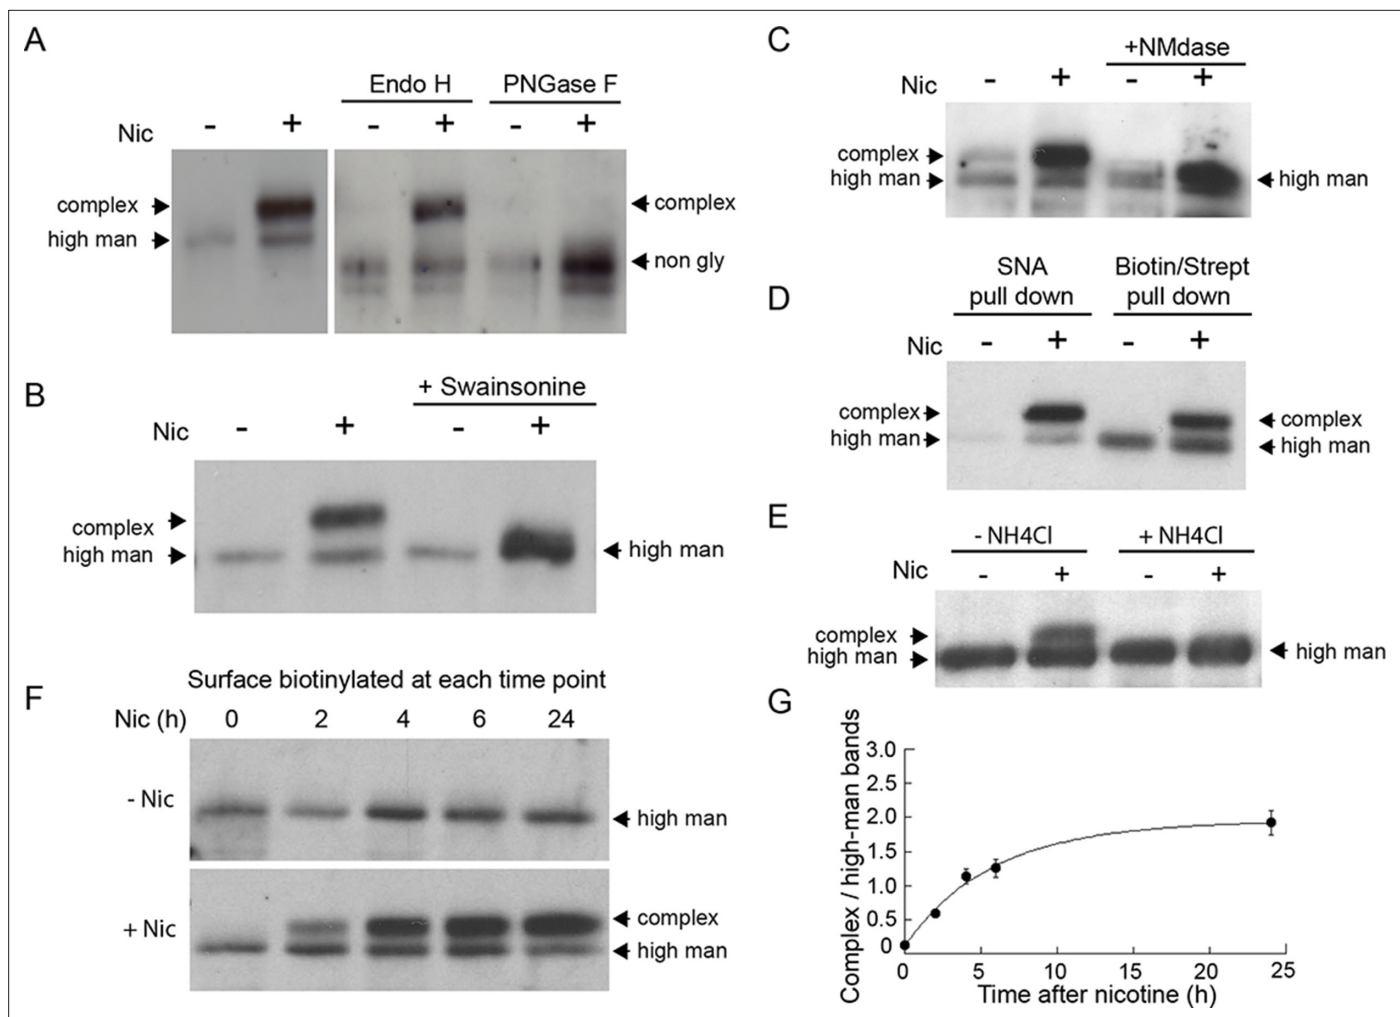 A
Endo H PNGase F
Nic - + - + - +
complex
high man
complex
non gly
B
+ Swainsonine
Nic - + - +
complex
high man
high man
F
Surface biotinylated at each time point
Nic (h) 0 2 4 6 24
- Nic
high man
+ Nic
complex
high man
C
+NMdase
Nic - + - +
complex
high man
high man
D
SNA
pull down
Biotin/Strept
pull down
Nic - + - +
complex
high man
complex
high man
E
- NH4Cl + NH4Cl
Nic - + - +
complex
high man
high man
G
Complex / high-man bands
3.0
2.5
2.0
1.5
1.0
0.5
0
0 5 10 15 20 25
Time after nicotine (h)